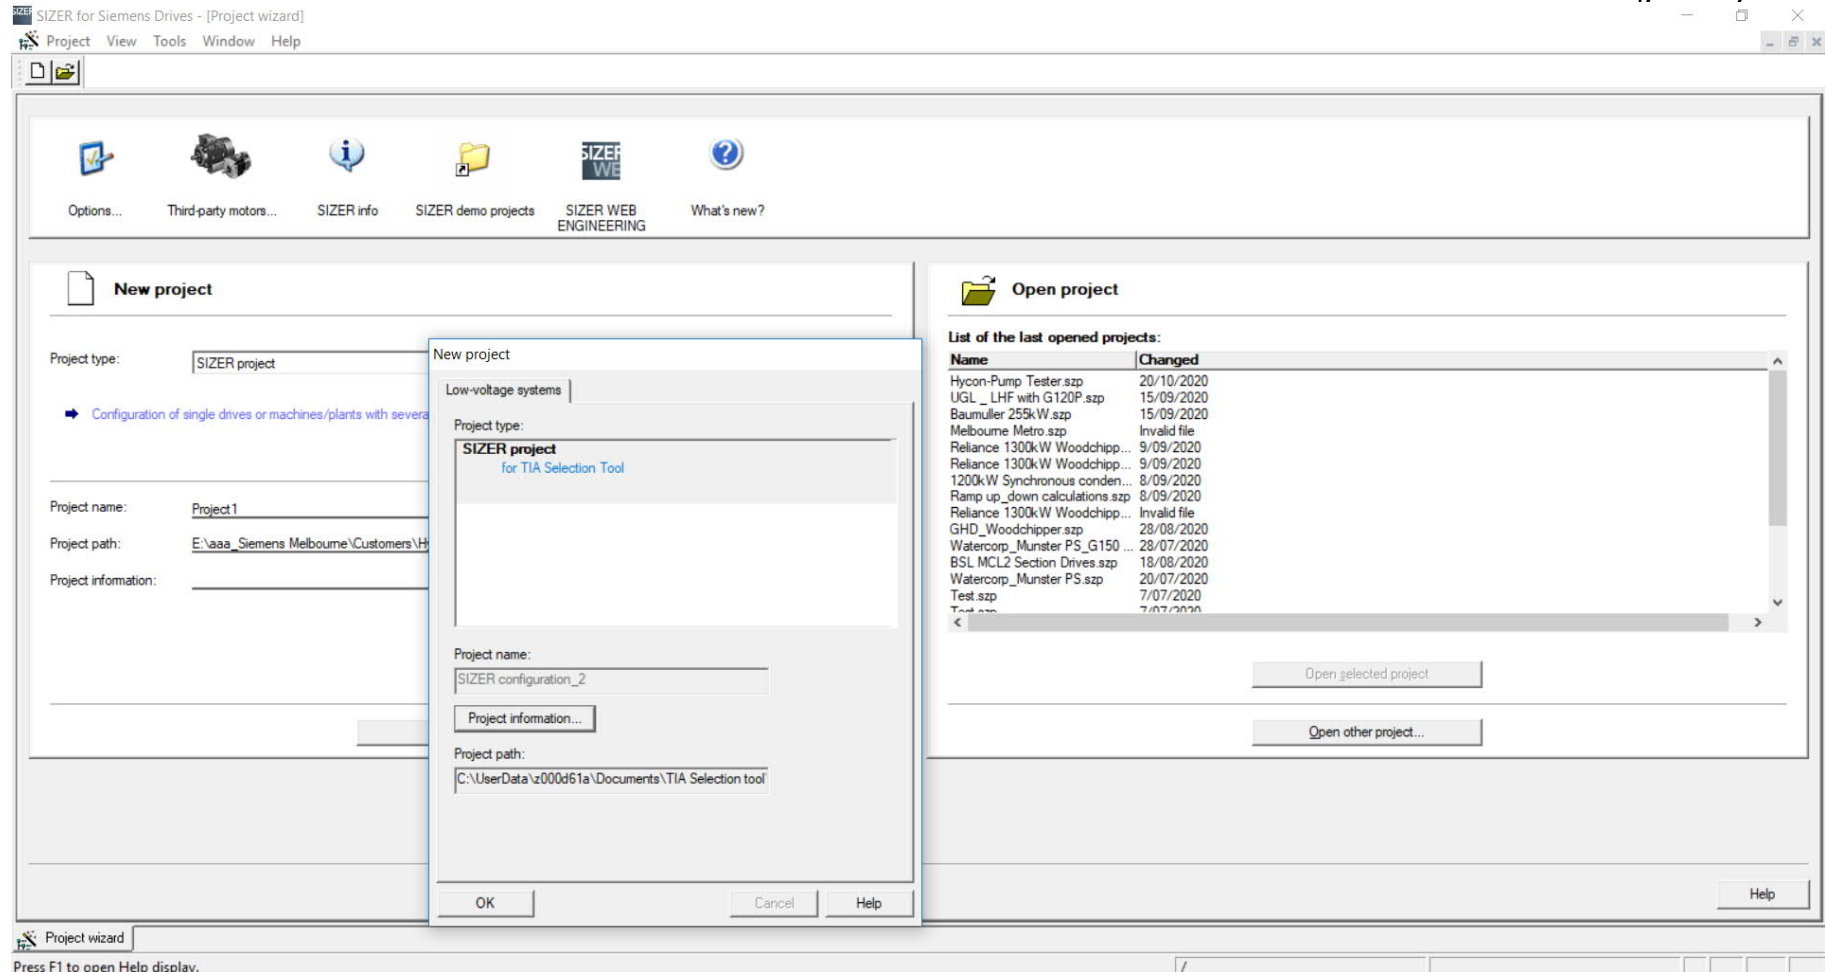 SIZER for Siemens Drives - [Project wizard]
Project View Tools Window Help
Options...
Third-party motors...
SIZER info
SIZER demo projects
SIZER WEB ENGINEERING
What's new?
New project
Project type:
SIZER project
Configuration of single drives or machines/plants with severa
Project name:
Project1
Project path:
E:\aaa_Siemens Melbourne\Customers\Hy
Project information:
New project
Low-voltage systems
Project type:
SIZER project
for TIA Selection Tool
Project name:
SIZER configuration_2
Project information...
Project path:
C:\UserData\z000d61a\Documents\TIA Selection tool
OK
Cancel
Help
Open project
List of the last opened projects:
Name Changed
Hycon-Pump Tester.szp 20/10/2020
UGL _ LHF with G120P.szp 15/09/2020
Baumuller 255kW.szp 15/09/2020
Melbourne Metro.szp Invalid file
Reliance 1300kW Woodchipp... 9/09/2020
Reliance 1300kW Woodchipp... 9/09/2020
1200kW Synchronous conden... 8/09/2020
Ramp up_down calculations.szp 8/09/2020
Reliance 1300kW Woodchipp... Invalid file
GHD_Woodchipper.szp 28/08/2020
Watercorp_Munster PS_G150 ... 28/07/2020
BSL MCL2 Section Drives.szp 18/08/2020
Watercorp_Munster PS.szp 20/07/2020
Test.szp 7/07/2020
Test.szp 7/07/2020
Open selected project
Open other project...
Help
Project wizard
Press F1 to open Help display.